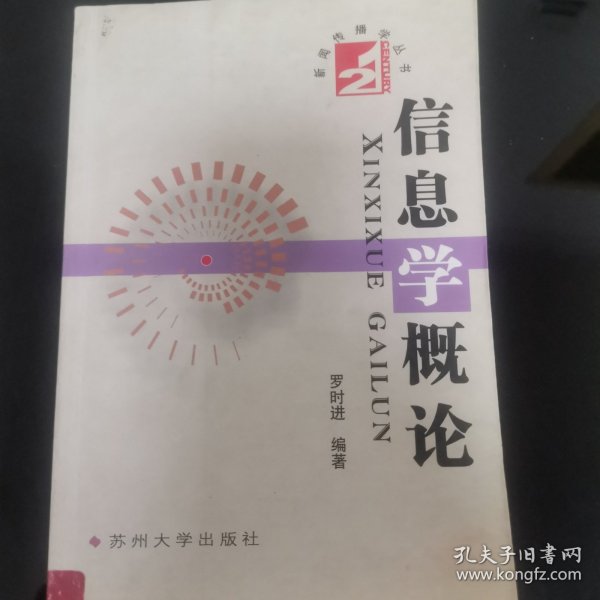 新闻传播学丛书
21
CENTURY
信息学概论
XINXIXUE GAILUN
罗时进 编著
苏州大学出版社
孔夫子旧书网
www.kongfz.com